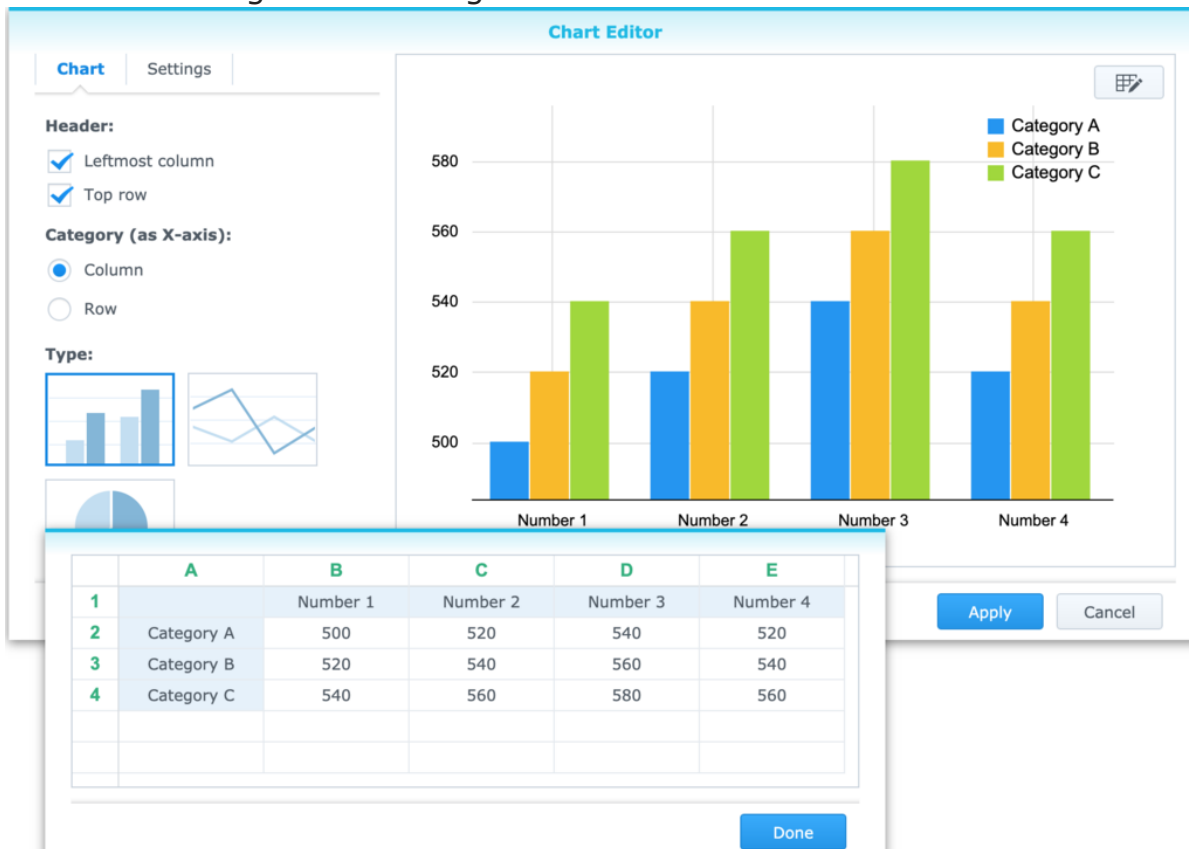 Chart Editor
Chart Settings
Header:
Leftmost column
Top row
Category (as X-axis):
Column
Row
Type:
Category A
Category B
Category C
580
560
540
520
500
Number 1 Number 2 Number 3 Number 4
Apply Cancel
A B C D E
1 Number 1 Number 2 Number 3 Number 4
2 Category A 500 520 540 520
3 Category B 520 540 560 540
4 Category C 540 560 580 560
Done